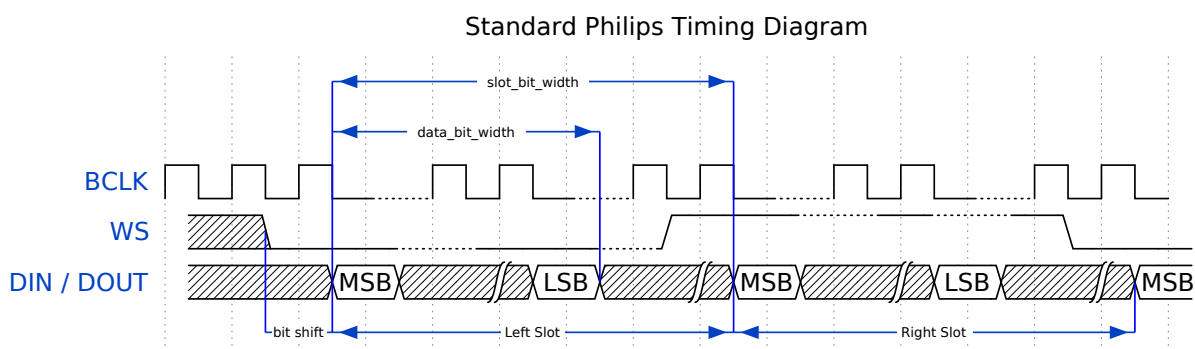 Standard Philips Timing Diagram
slot_bit_width
data_bit_width
BCLK
WS
DIN / DOUT
MSB
LSB
MSB
LSB
MSB
bit shift
Left Slot
Right Slot